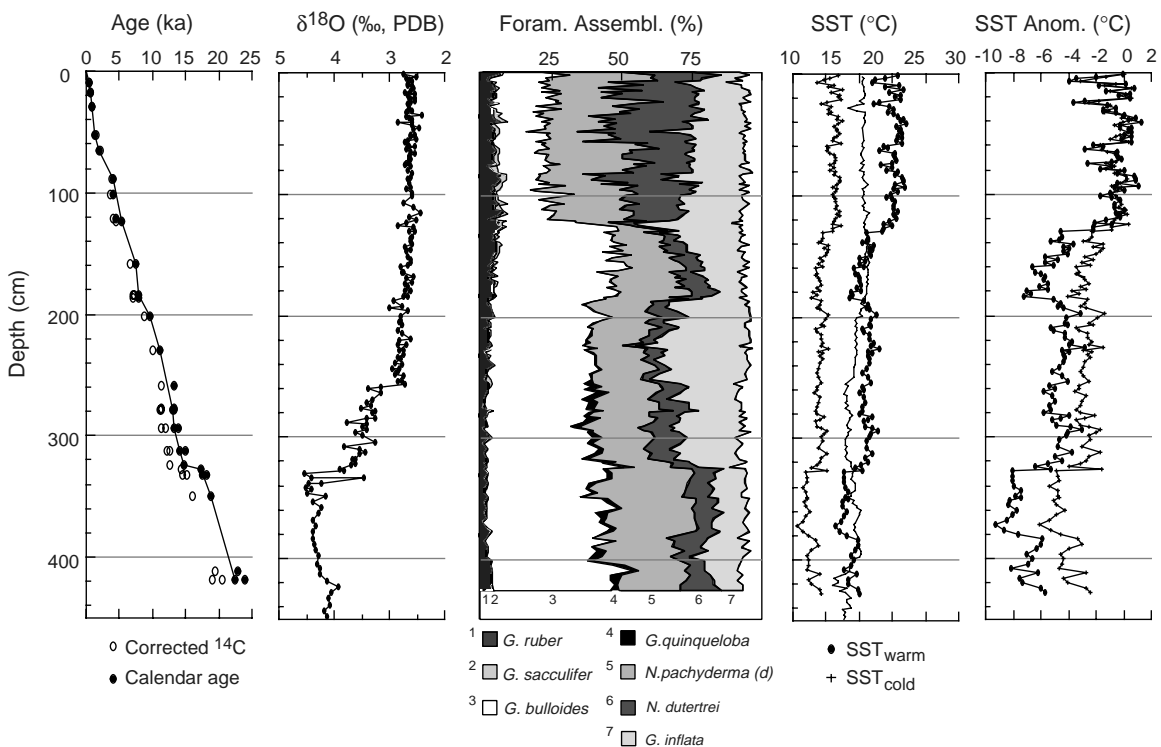 Age (ka)
δ18O (‰, PDB)
Foram. Assembl. (%)
SST (°C)
SST Anom. (°C)
0 5 10 15 20 25
5 4 3 2
25 50 75
10 15 20 25 30
-10 -8 -6 -4 -2 0 2
0
100
200
300
400
Depth (cm)
1 2 3 4 5 6 7
Corrected 14C
Calendar age
1 G. ruber
2 G. sacculifer
3 G. bulloides
4 G.quinqueloba
5 N.pachyderma (d)
6 N. dutertrei
7 G. inflata
SSTwarm
SSTcold